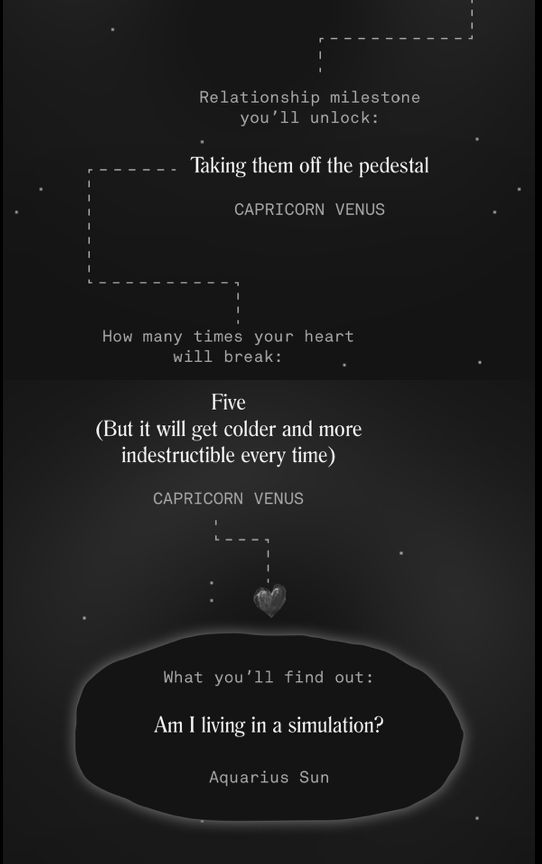 Relationship milestone
you'll unlock:
Taking them off the pedestal
CAPRICORN VENUS
How many times your heart
will break:
Five
(But it will get colder and more
indestructible every time)
CAPRICORN VENUS
What you'll find out:
Am I living in a simulation?
Aquarius Sun